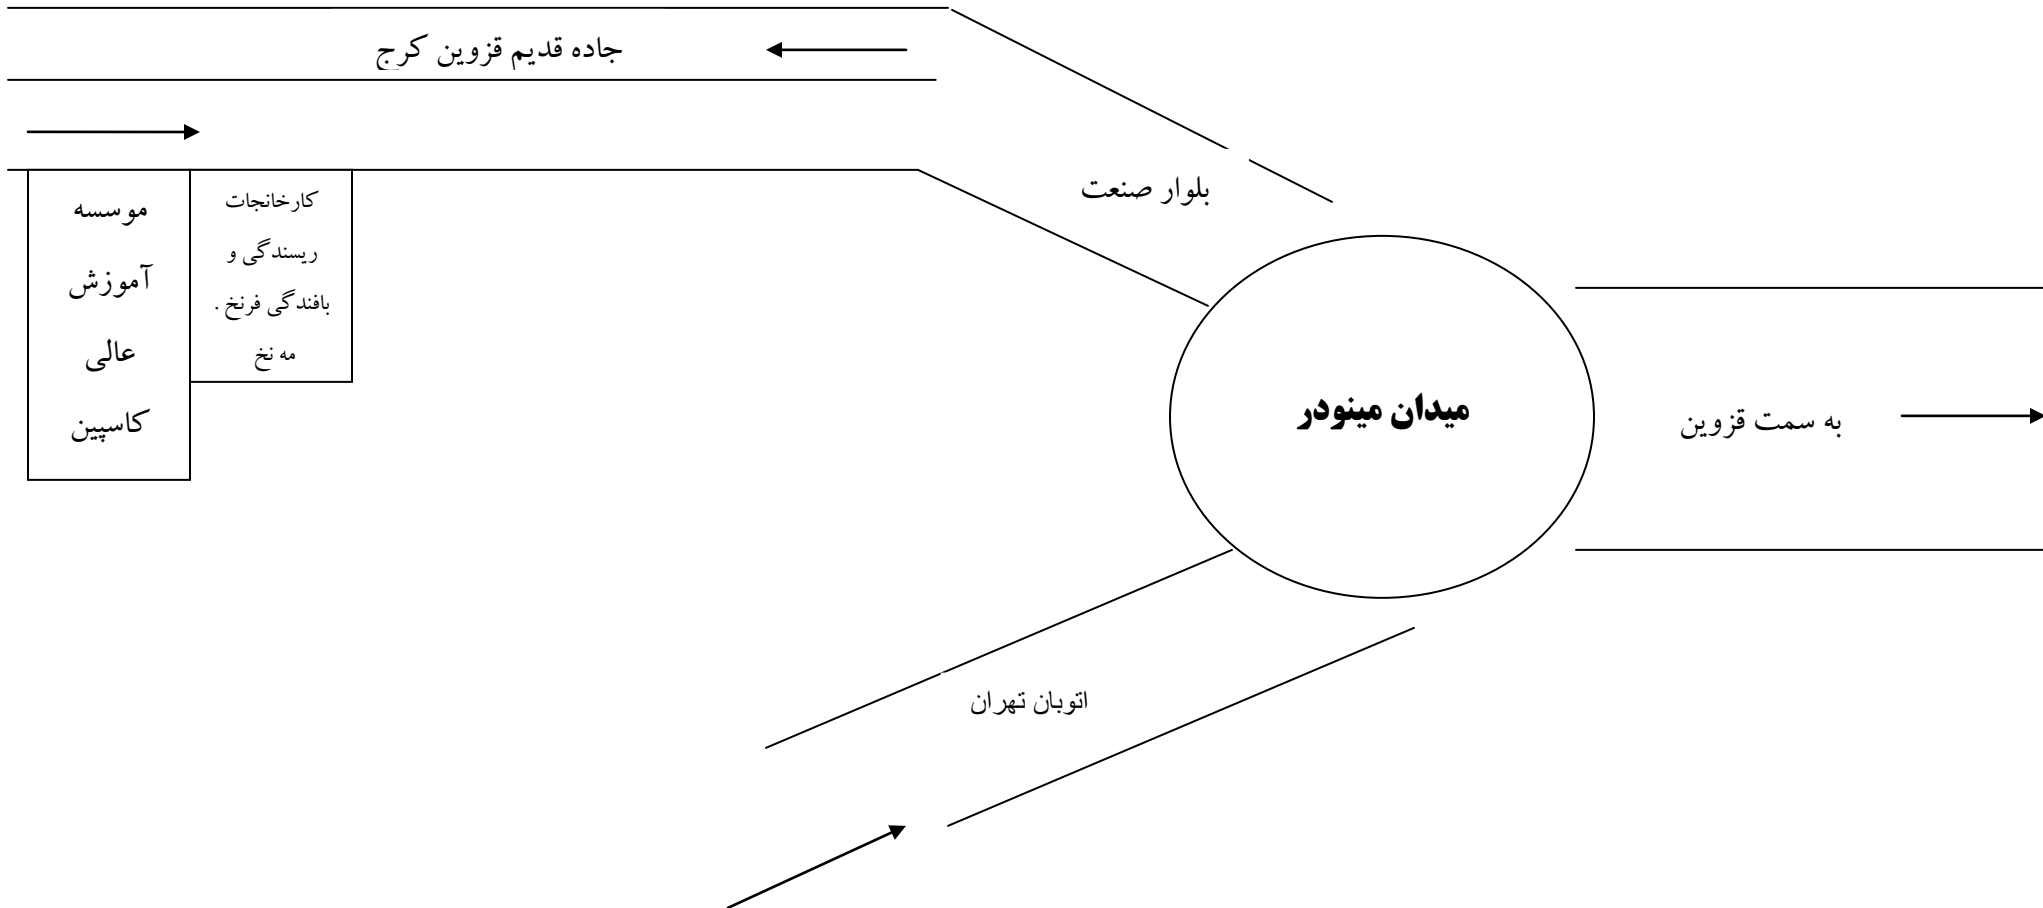 جاده قدیم قزوین کرج
بلوار صنعت
موسسه
آموزش
عالی
کاسپین
کارخانجات
ریسندگی و
بافندگی فرنخ .
مه نخ
میدان مینودر
به سمت قزوین
اتوبان تهران